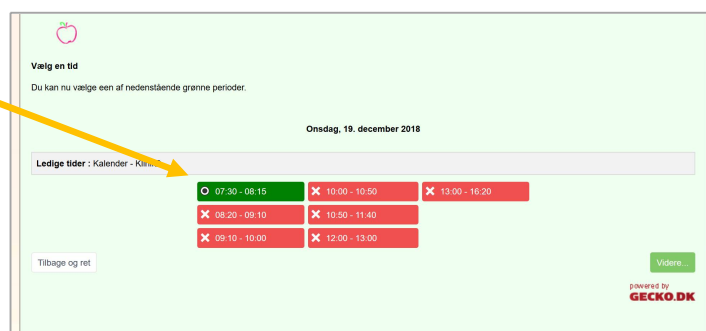 Vælg en tid
Du kan nu vælge een af nedenstående grønne perioder.
Onsdag, 19. december 2018
Ledige tider : Kalender -
07:30 - 08:15
10:00 - 10:50
13:00 - 16:20
08:20 - 09:10
10:50 - 11:40
09:10 - 10:00
12:00 - 13:00
Tilbage og ret
Videre...
powered by
GECKO.DK